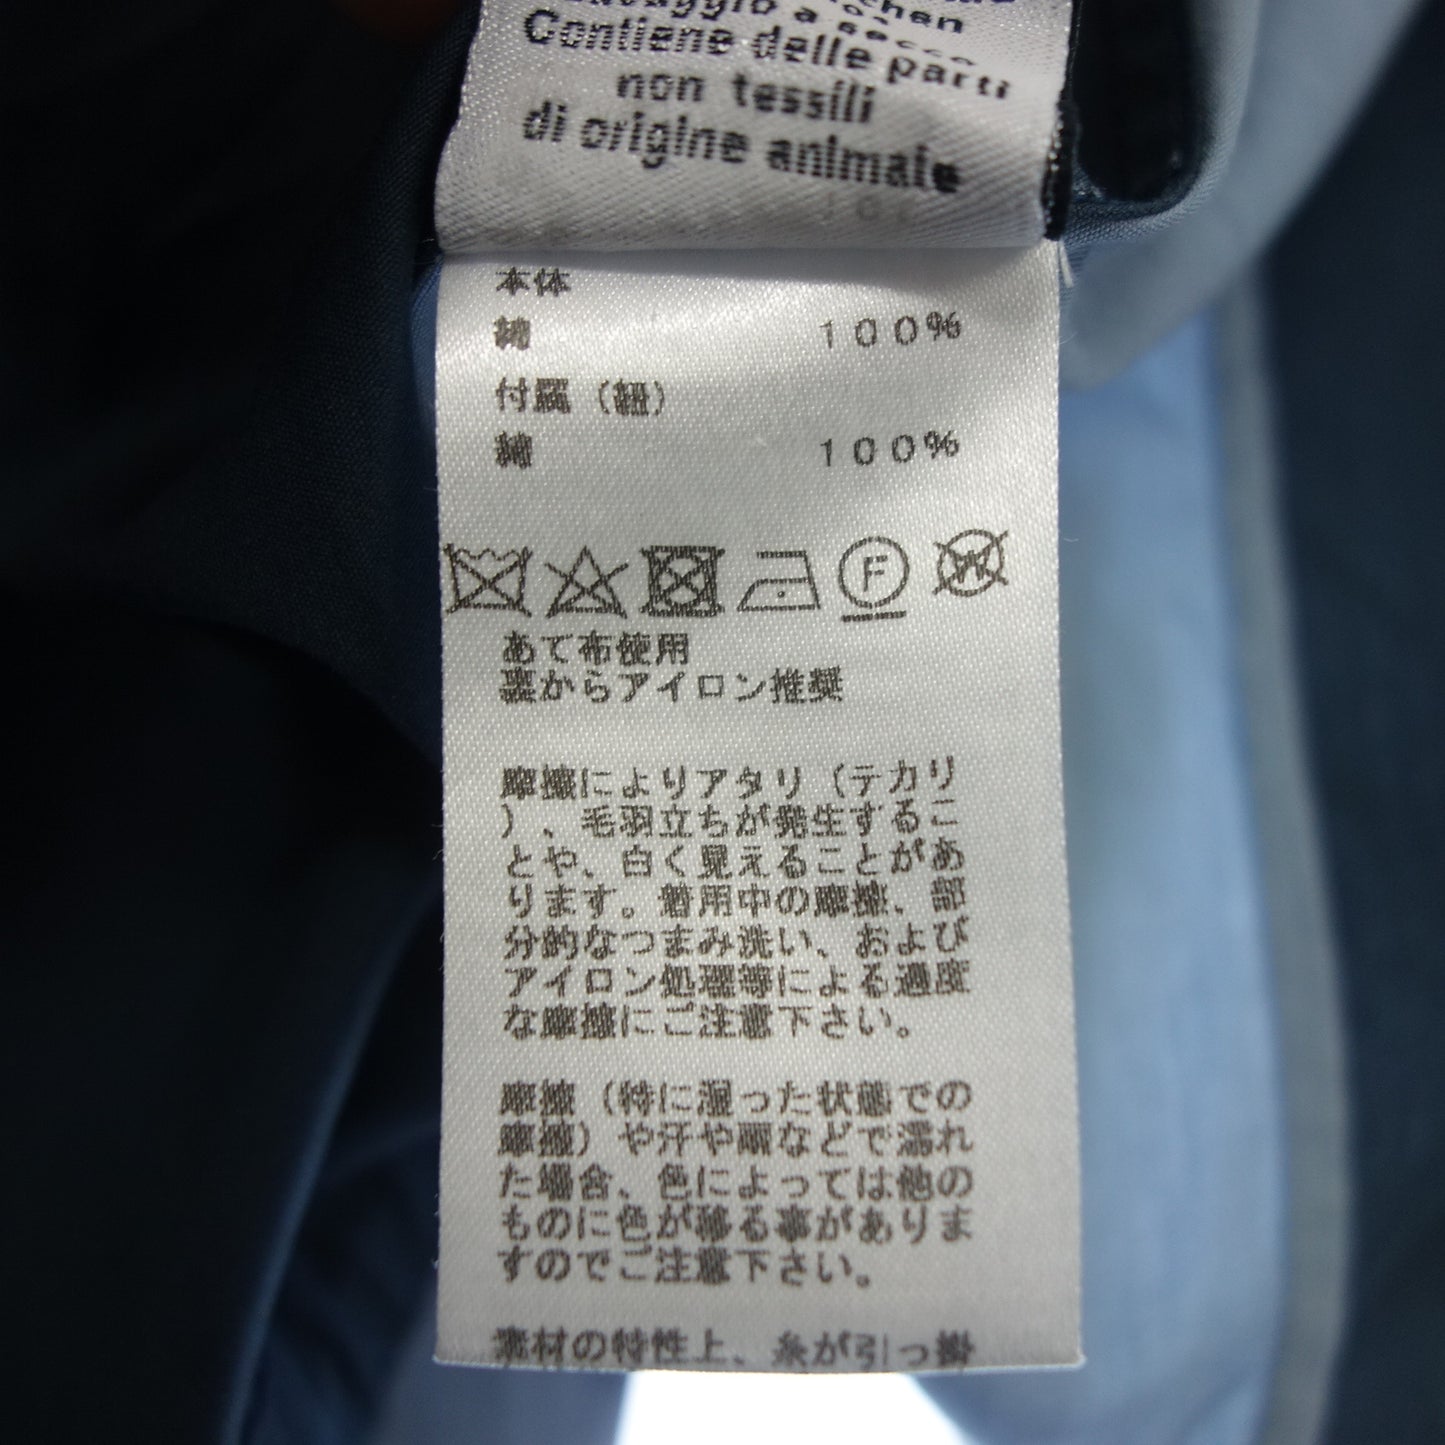 chen
Contiene delle parti
non tessili
di origine animale
本体
綿 100%
付属（紐）
綿 100%
F
W
あて布使用
裏からアイロン推奨
摩擦によりアタリ（テカリ
）、毛羽立ちが発生するこ
とや、白く見えることがあ
ります。着用中の摩擦、部
分的なつまみ洗い、および
アイロン処理等による過度
な摩擦にご注意下さい。
摩擦（特に湿った状態での
摩擦）や汗や雨などで濡れ
た場合、色によっては他の
ものに色が移る事がありま
すのでご注意下さい。
素材の特性上、糸が引っ掛